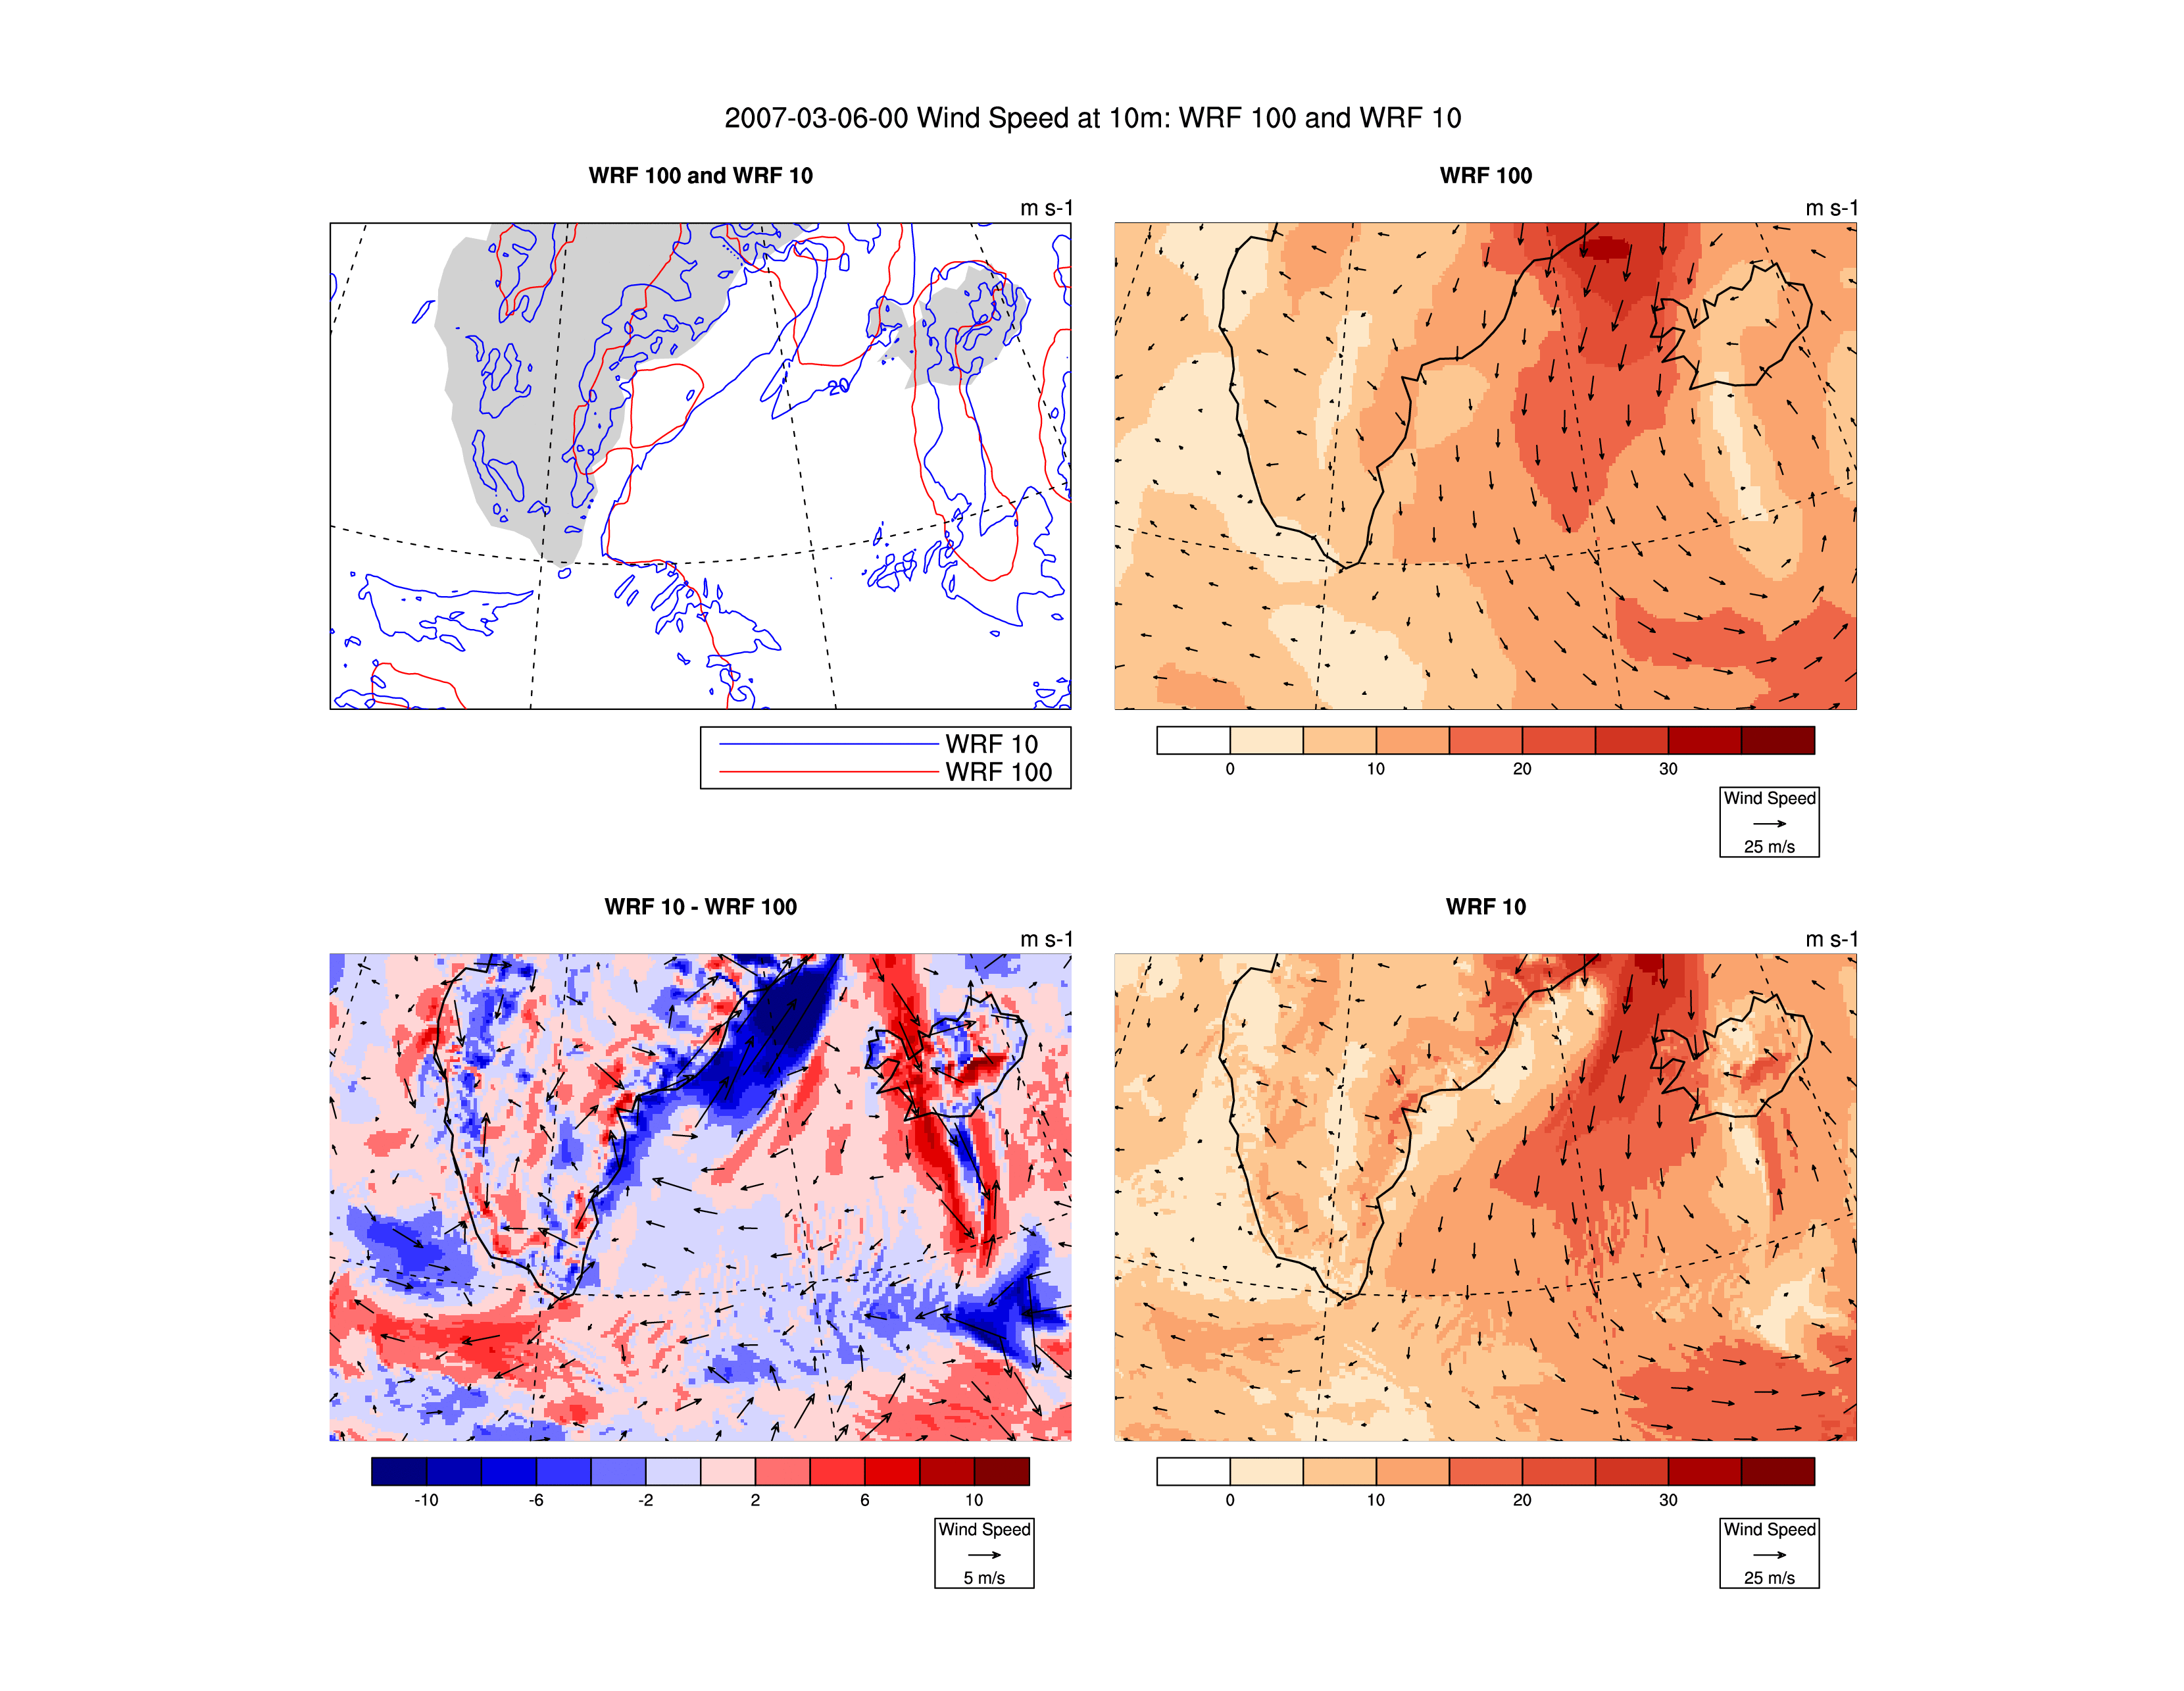 2007-03-06-00 Wind Speed at 10m: WRF 100 and WRF 10
WRF 100 and WRF 10
m s-1
20
WRF 10
WRF 100
WRF 100
m s-1
0 10 20 30
Wind Speed
25 m/s
WRF 10 - WRF 100
m s-1
-10 -6 -2 2 6 10
Wind Speed
5 m/s
WRF 10
m s-1
0 10 20 30
Wind Speed
25 m/s